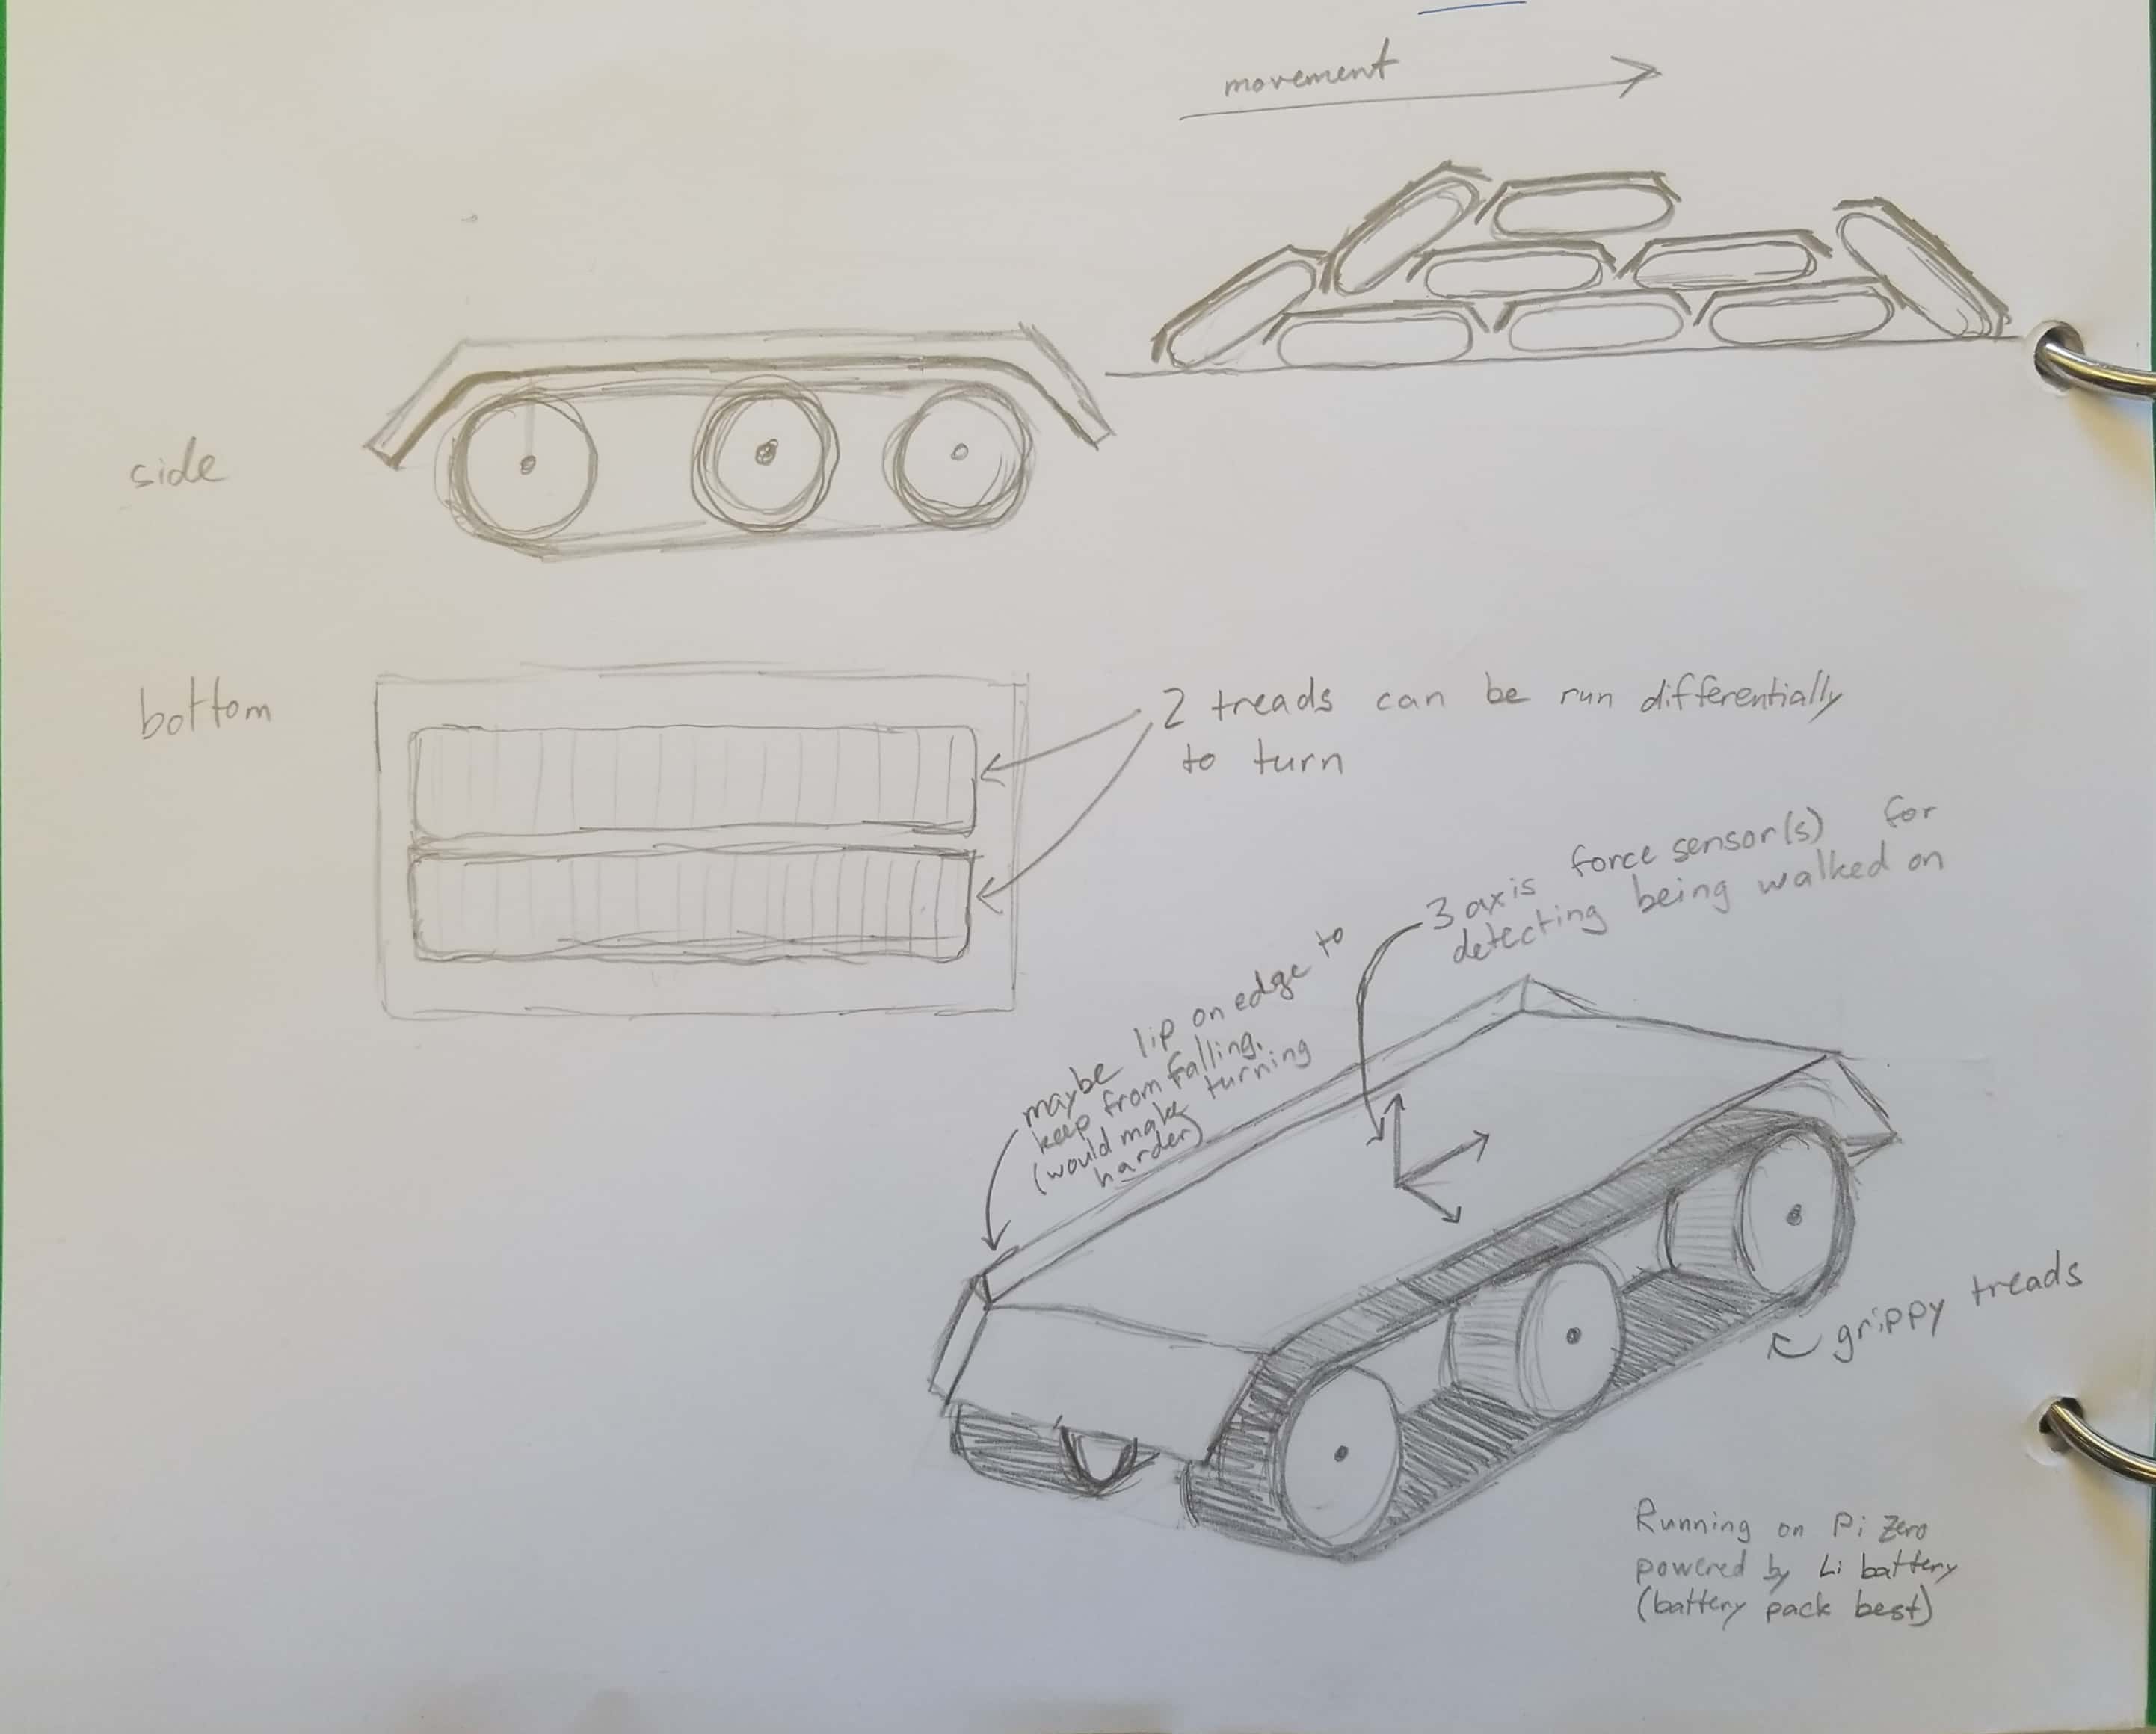 movement
side
bottom
2 treads can be run differentially
to turn
3 axis force sensor(s) for
detecting being walked on
maybe lip on edge to
keep from falling.
(would make turning
harder)
grippy treads
Running on Pi Zero
powered by Li battery
(battery pack best)